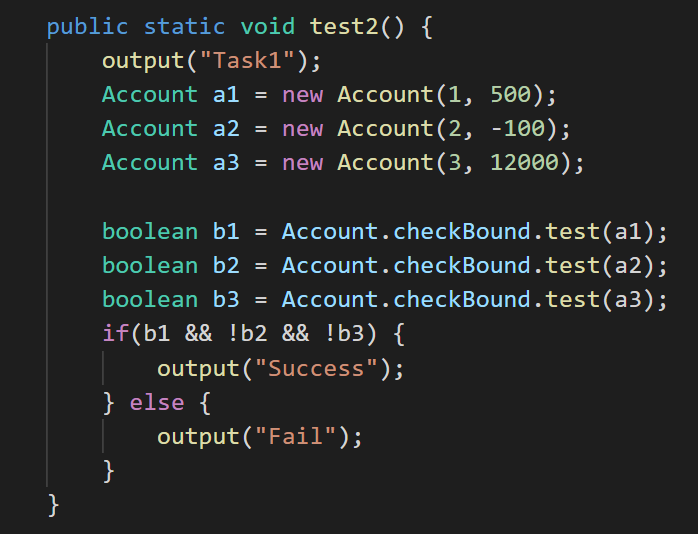 public static void test2() {
    output("Task1");
    Account a1 = new Account(1, 500);
    Account a2 = new Account(2, -100);
    Account a3 = new Account(3, 12000);

    boolean b1 = Account.checkBound.test(a1);
    boolean b2 = Account.checkBound.test(a2);
    boolean b3 = Account.checkBound.test(a3);
    if(b1 && !b2 && !b3) {
        output("Success");
    } else {
        output("Fail");
    }
}